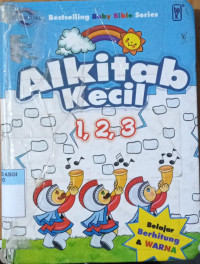 Bestselling Baby Bible Series
Alkitab
Kecil
1, 2, 3
Belajar
Berhitung
& WARNA